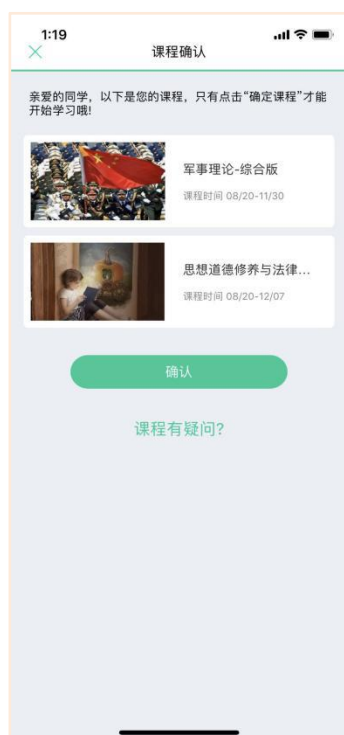 1:19
课程确认
亲爱的同学，以下是您的课程，只有点击“确定课程”才能
开始学习哦!
军事理论-综合版
课程时间 08/20-11/30
思想道德修养与法律...
课程时间 08/20-12/07
确认
课程有疑问?